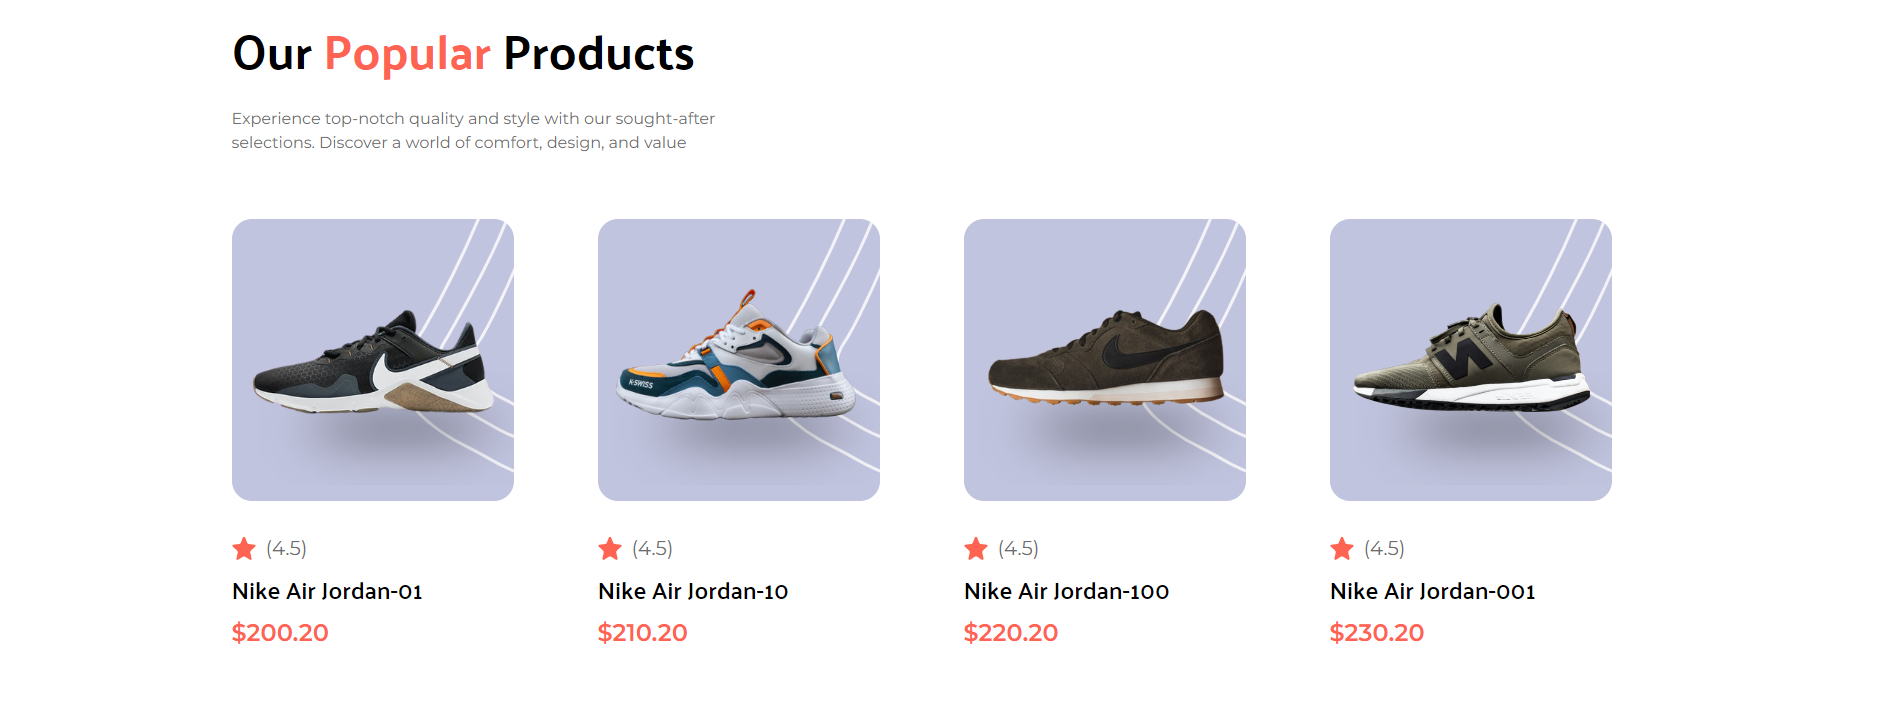 Our Popular Products
Experience top-notch quality and style with our sought-after
selections. Discover a world of comfort, design, and value
K-SWISS
N
(4.5)
Nike Air Jordan-01
$200.20
(4.5)
Nike Air Jordan-10
$210.20
(4.5)
Nike Air Jordan-100
$220.20
(4.5)
Nike Air Jordan-001
$230.20